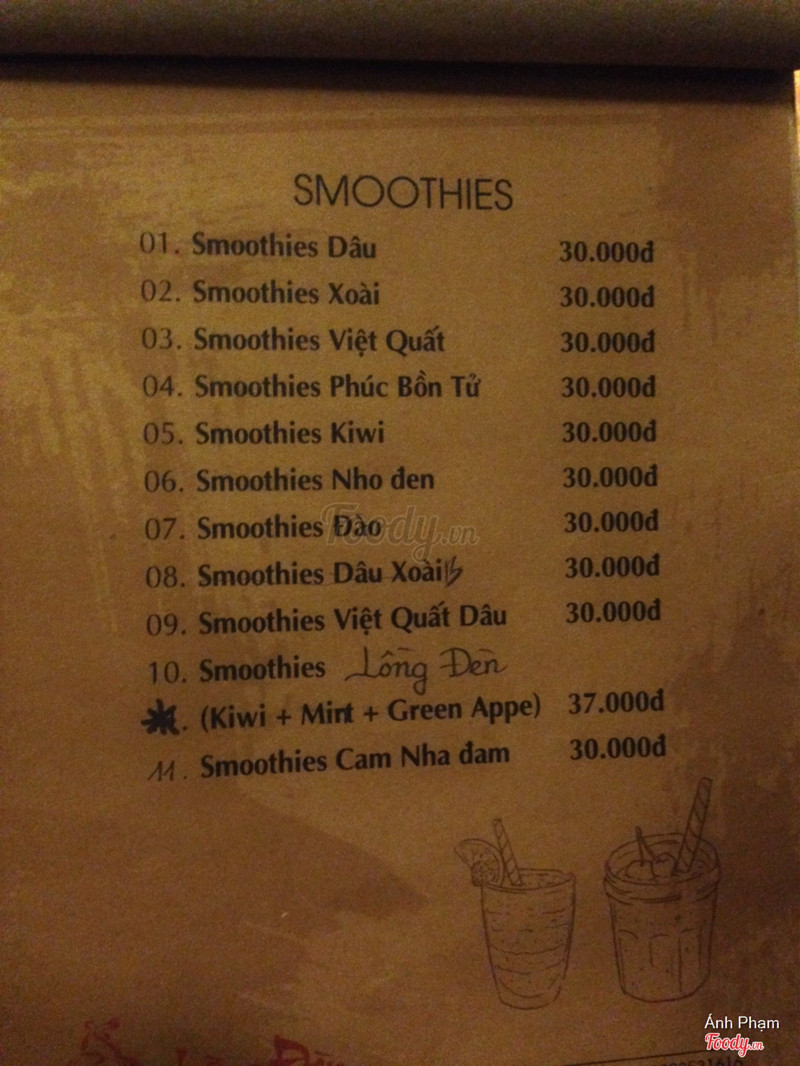 SMOOTHIES
01. Smoothies Dâu 30.000đ
02. Smoothies Xoài 30.000đ
03. Smoothies Việt Quất 30.000đ
04. Smoothies Phúc Bồn Tử 30.000đ
05. Smoothies Kiwi 30.000đ
06. Smoothies Nho đen 30.000đ
07. Smoothies Đào 30.000đ
08. Smoothies Dâu Xoài 30.000đ
09. Smoothies Việt Quất Dâu 30.000đ
10. Smoothies Lồng Đèn
(Kiwi + Mint + Green Appe) 37.000đ
11. Smoothies Cam Nha đam 30.000đ
Foody.vn
Ánh Phạm
Foody.vn